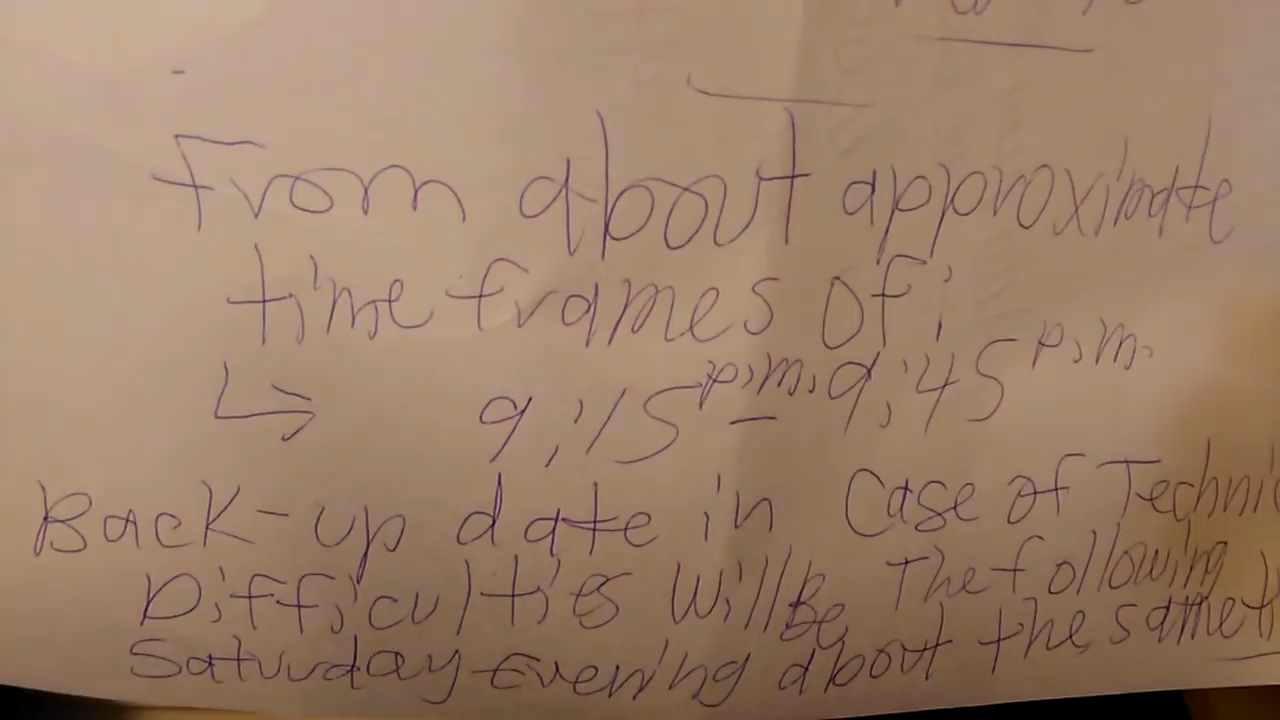 From about approximate
time frames of:
↳ 9:15 p.m. - 9:45 p.m.
Back-up date in Case of Techni
Difficulties Will Be The following
Saturday Evening about the same